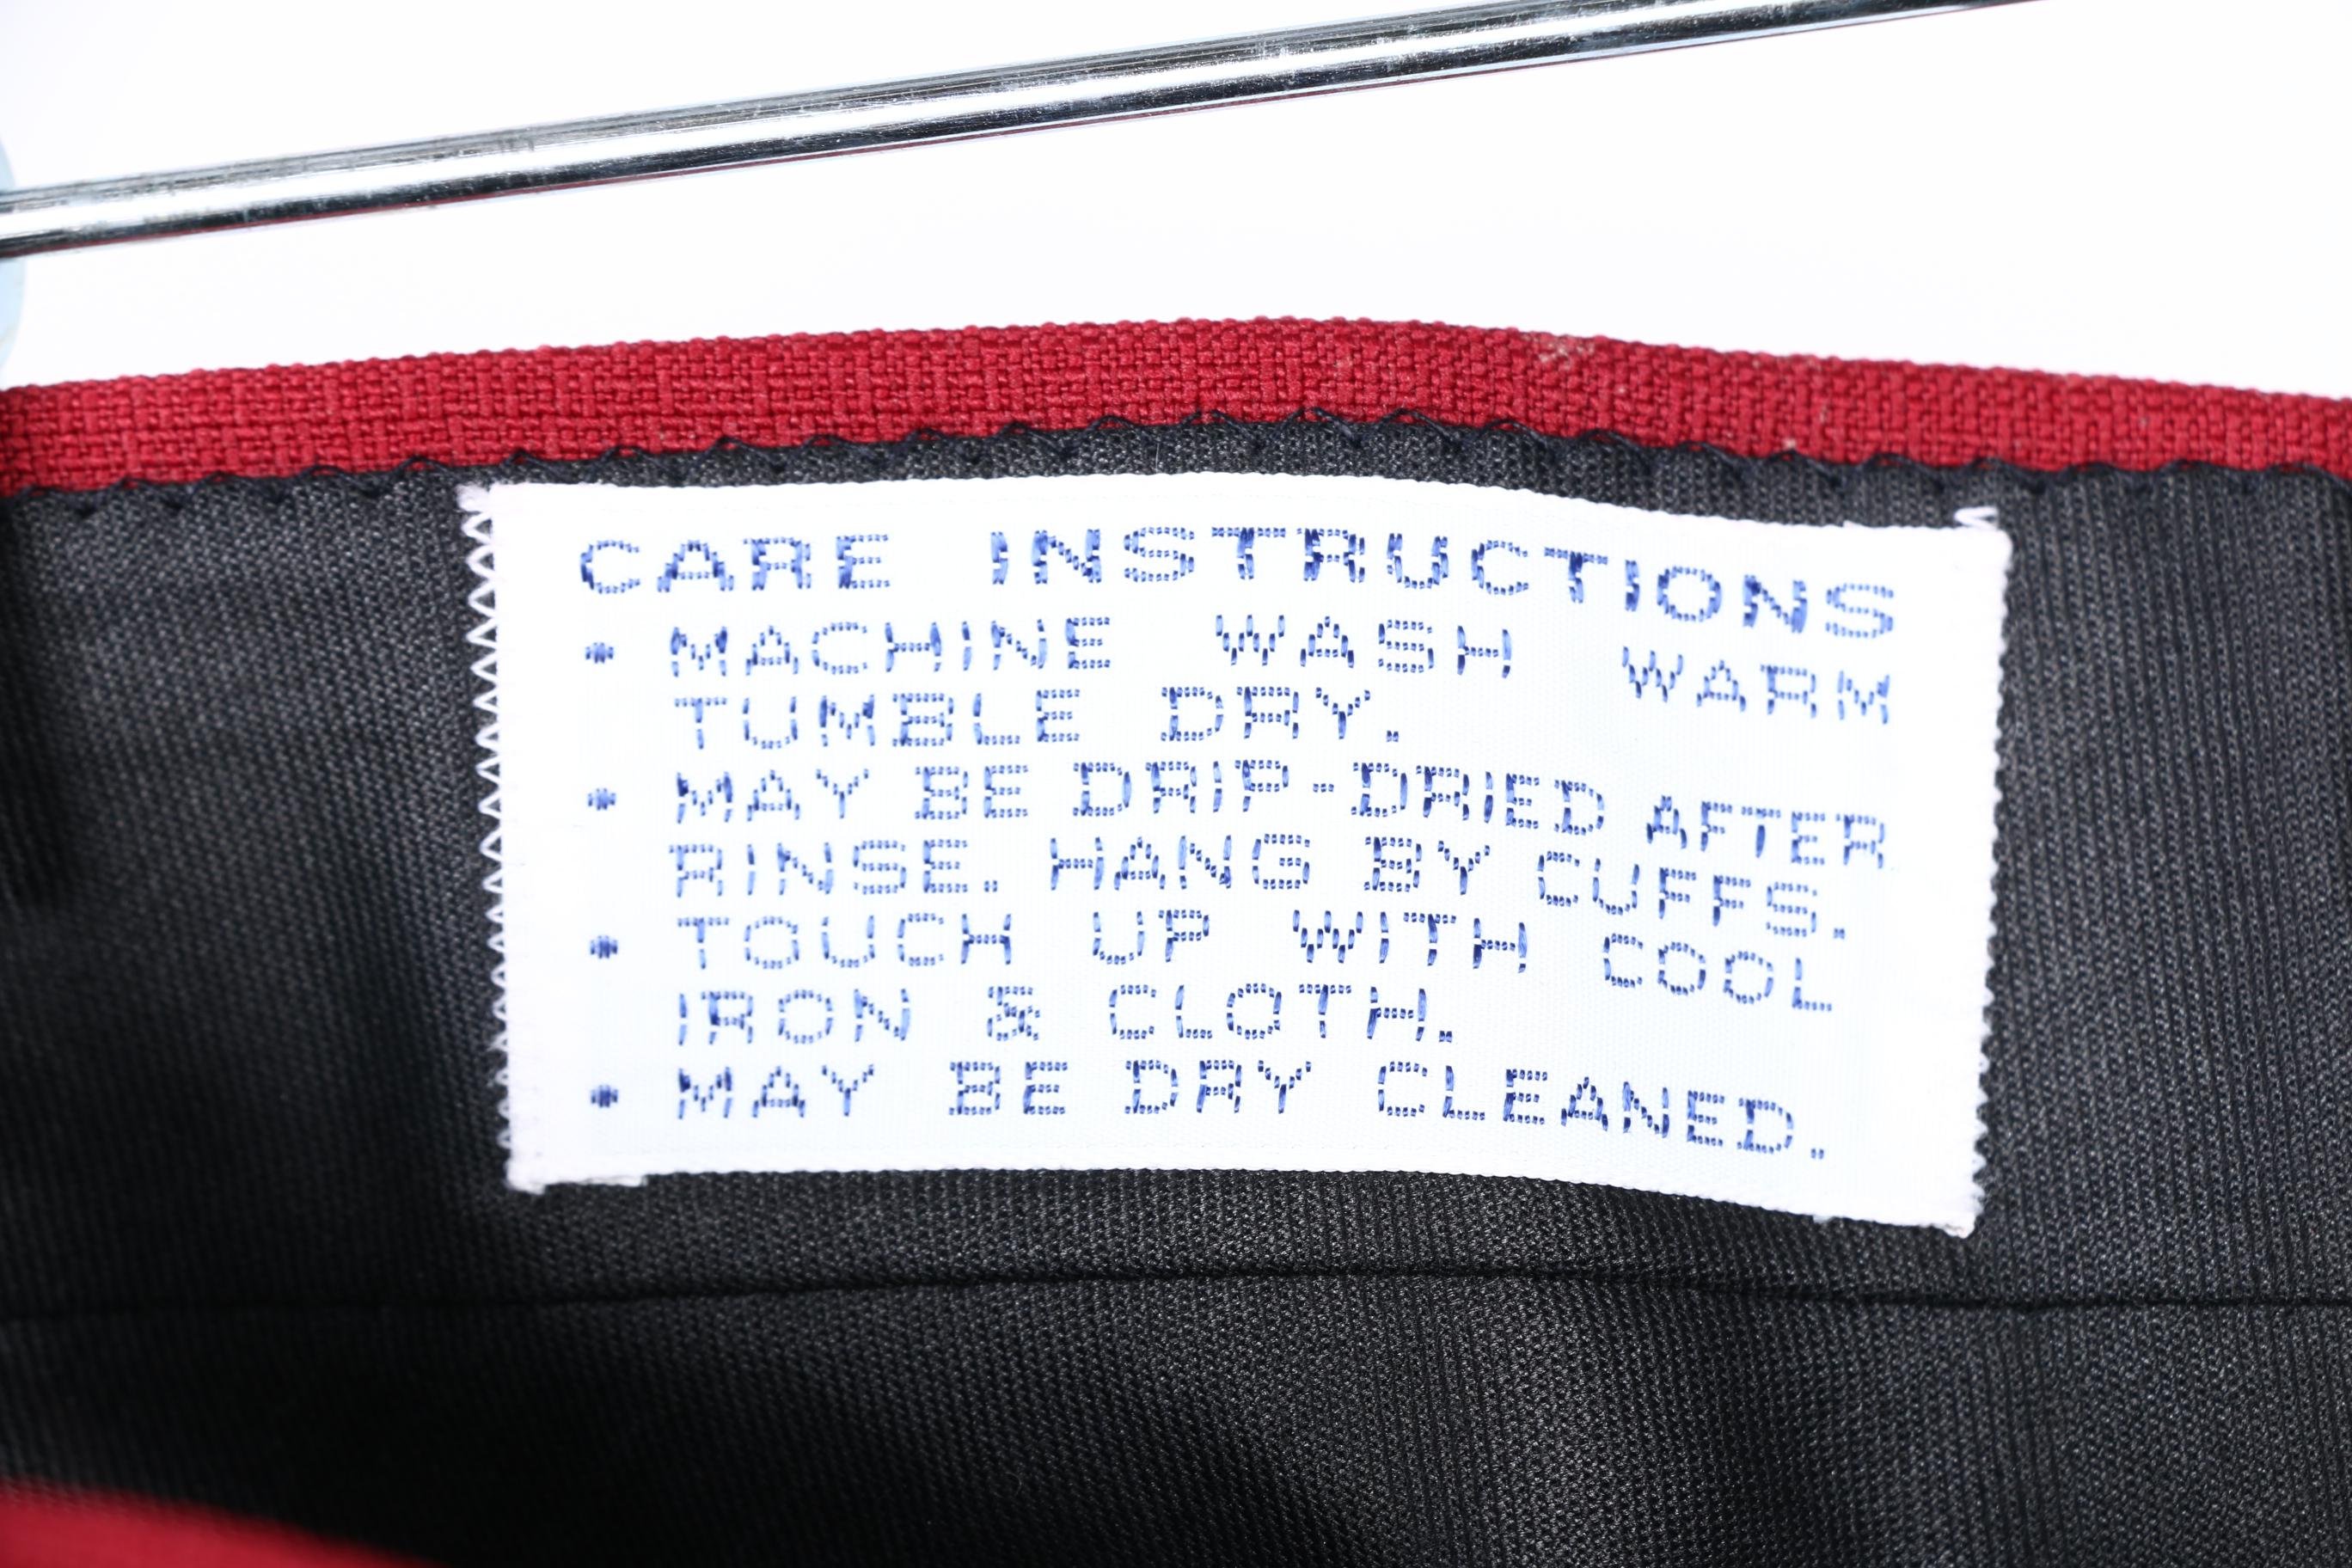 CARE INSTRUCTIONS
• MACHINE WASH WARM
TUMBLE DRY.
• MAY BE DRIP-DRIED AFTER
RINSE. HANG BY CUFFS.
• TOUCH UP WITH COOL
IRON & CLOTH.
• MAY BE DRY CLEANED.